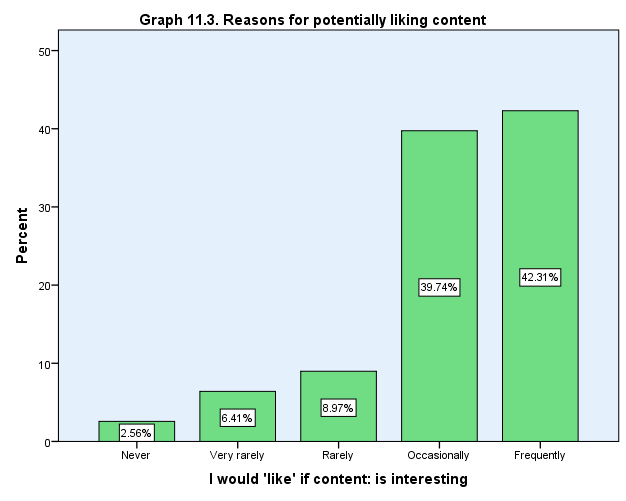 Graph 11.3. Reasons for potentially liking content
Percent
50
40
30
20
10
0
2.56%
6.41%
8.97%
39.74%
42.31%
Never
Very rarely
Rarely
Occasionally
Frequently
I would 'like' if content: is interesting